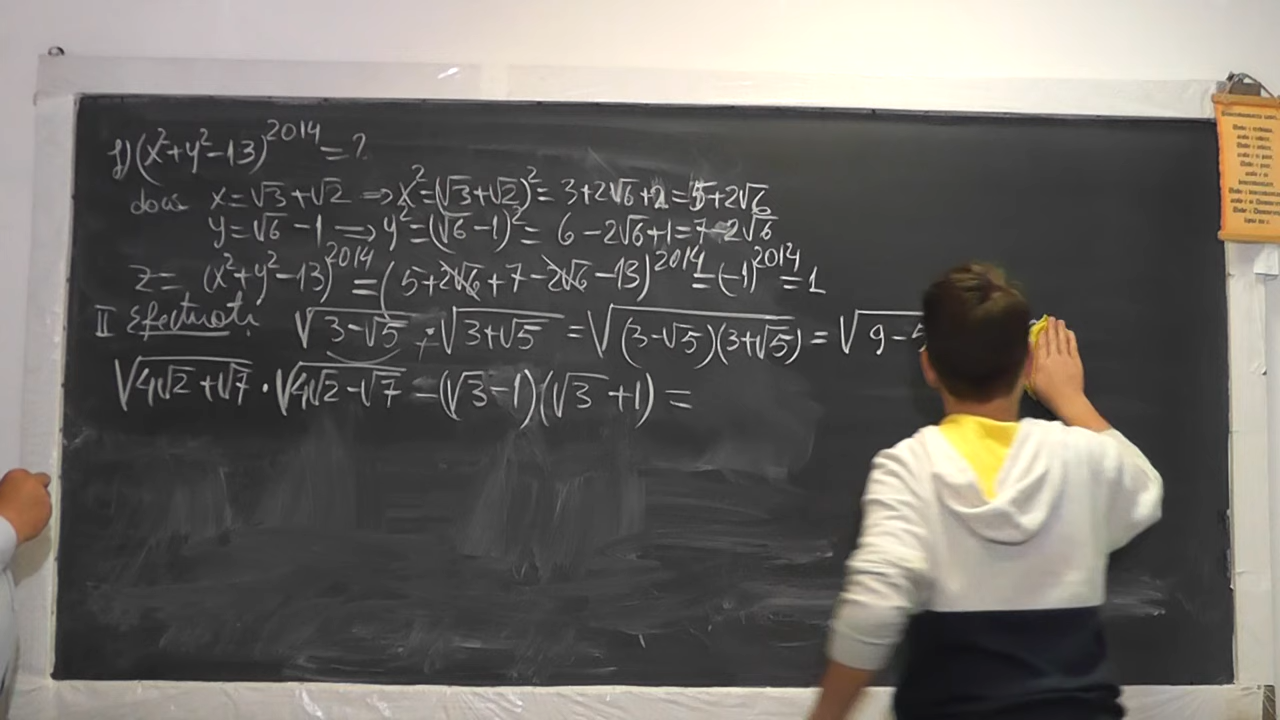 f) (x²+y²-13)²⁰¹⁴ = ?
x = √3+√2 ⟹ x² = (√3+√2)² = 3+2√6+2 = 5+2√6
y = √6-1 ⟹ y² = (√6-1)² = 6-2√6+1 = 7-2√6
z = (x²+y²-13)²⁰¹⁴ = (5+2√6+7-2√6-13)²⁰¹⁴ = (-1)²⁰¹⁴ = 1
II Efectuati: √(3-√5) · √(3+√5) = √((3-√5)(3+√5)) = √(9-5
√(4√2+√7) · √(4√2-√7) - (√3-1)(√3+1) =